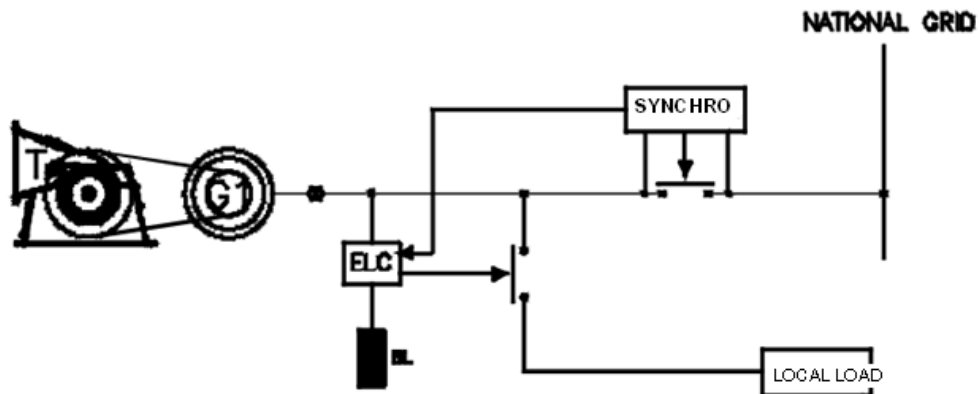 NATIONAL GRID
SYNCHRO
T
G1
ELC
BL
LOCAL LOAD